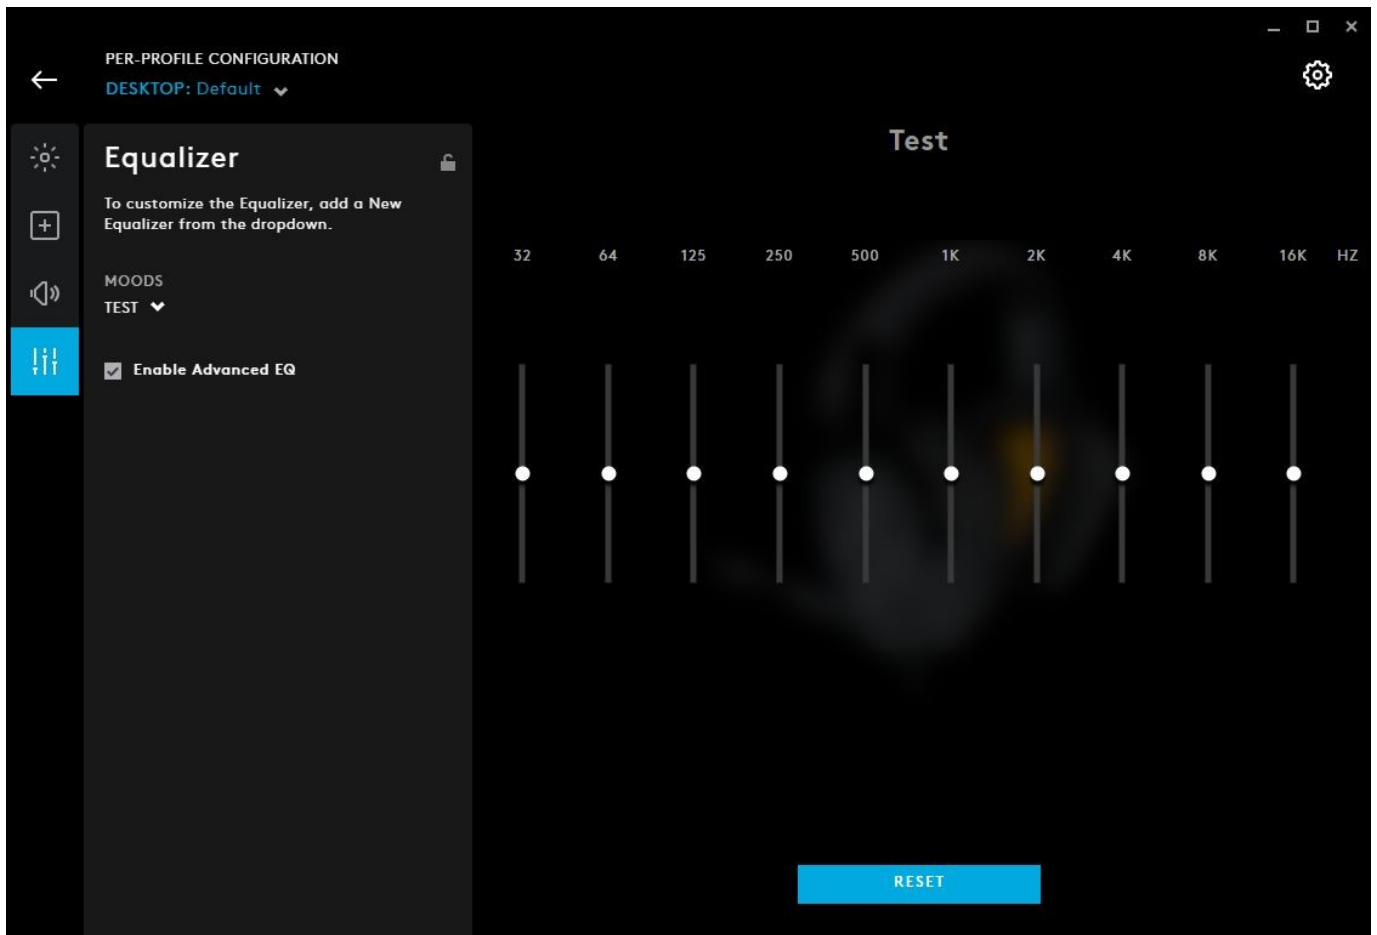 PER-PROFILE CONFIGURATION
DESKTOP: Default
Equalizer
To customize the Equalizer, add a New
Equalizer from the dropdown.
MOODS
TEST
Enable Advanced EQ
Test
32 64 125 250 500 1K 2K 4K 8K 16K HZ
RESET